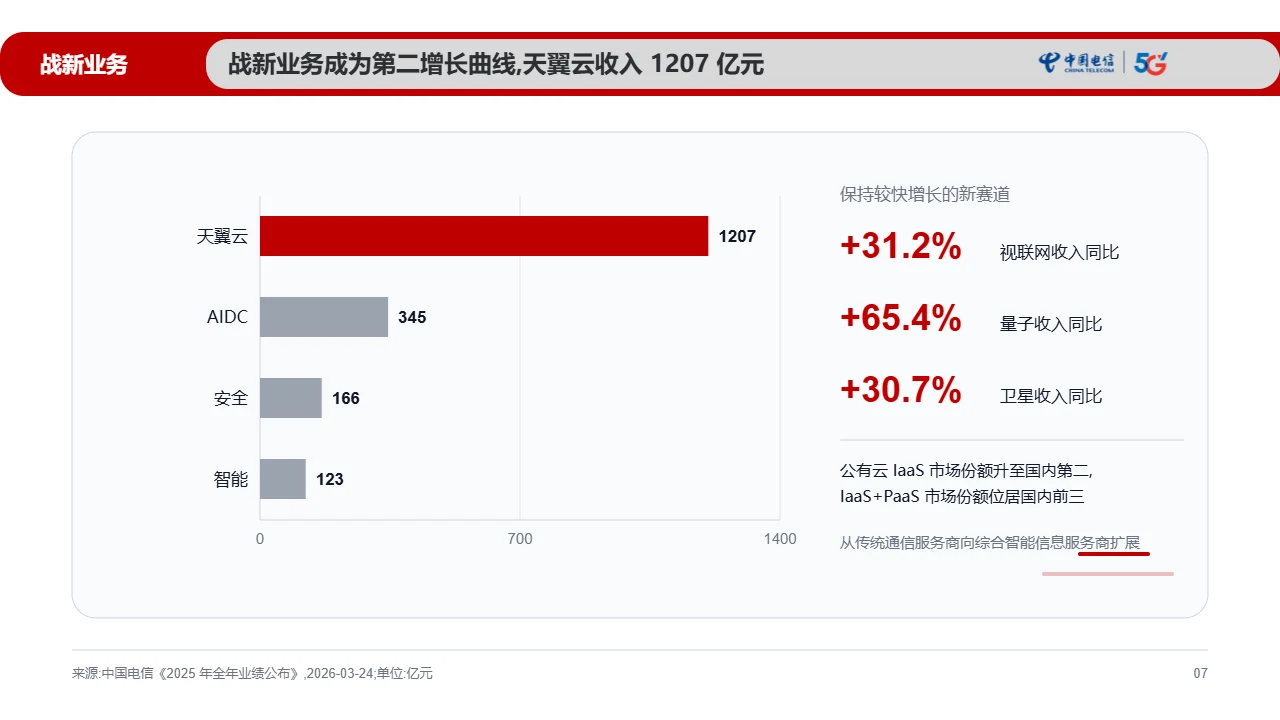 战新业务
战新业务成为第二增长曲线,天翼云收入 1207 亿元
中国电信
CHINA TELECOM
5G
天翼云
1207
AIDC
345
安全
166
智能
123
0
700
1400
保持较快增长的新赛道
+31.2%
视联网收入同比
+65.4%
量子收入同比
+30.7%
卫星收入同比
公有云 IaaS 市场份额升至国内第二,
IaaS+PaaS 市场份额位居国内前三
从传统通信服务商向综合智能信息服务商扩展
来源:中国电信《2025 年全年业绩公布》,2026-03-24;单位:亿元
07